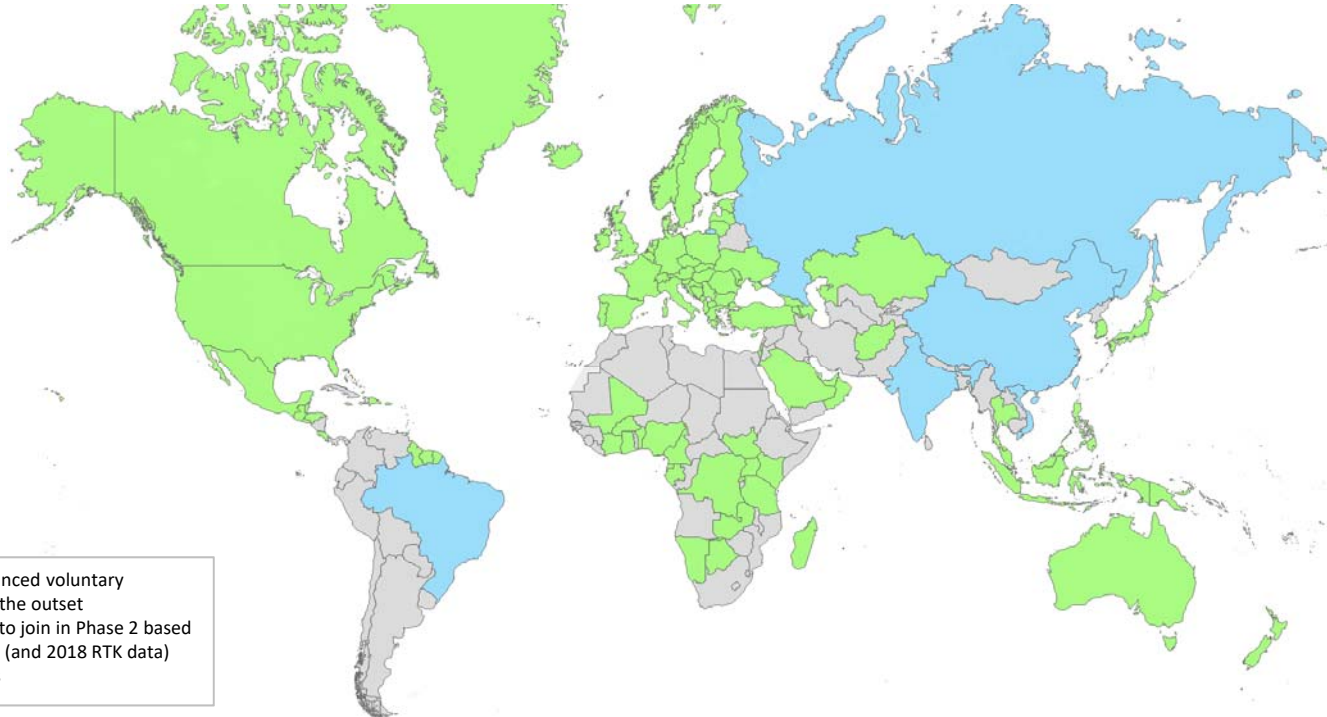 nced voluntary
the outset
to join in Phase 2 based
(and 2018 RTK data)